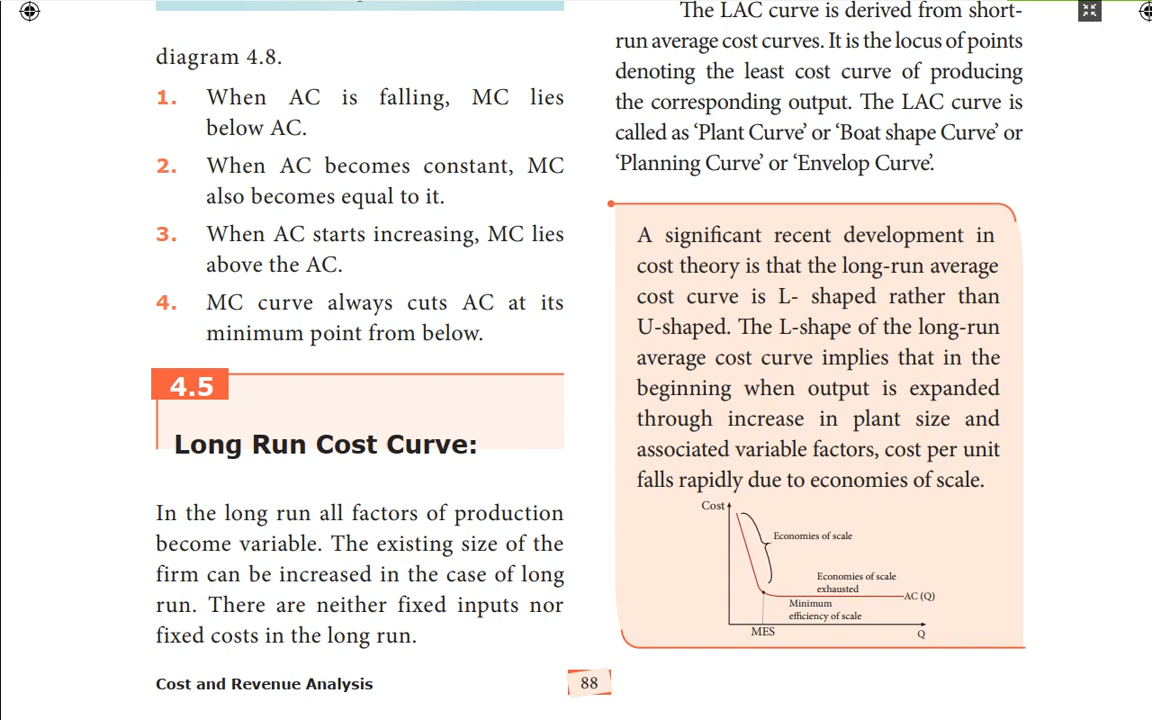 diagram 4.8.
1. When AC is falling, MC lies
below AC.
2. When AC becomes constant, MC
also becomes equal to it.
3. When AC starts increasing, MC lies
above the AC.
4. MC curve always cuts AC at its
minimum point from below.
4.5
Long Run Cost Curve:
In the long run all factors of production
become variable. The existing size of the
firm can be increased in the case of long
run. There are neither fixed inputs nor
fixed costs in the long run.
The LAC curve is derived from short-
run average cost curves. It is the locus of points
denoting the least cost curve of producing
the corresponding output. The LAC curve is
called as ‘Plant Curve’ or ‘Boat shape Curve’ or
‘Planning Curve’ or ‘Envelop Curve’.
A significant recent development in
cost theory is that the long-run average
cost curve is L- shaped rather than
U-shaped. The L-shape of the long-run
average cost curve implies that in the
beginning when output is expanded
through increase in plant size and
associated variable factors, cost per unit
falls rapidly due to economies of scale.
Cost
Economies of scale
Economies of scale
exhausted
AC (Q)
Minimum
efficiency of scale
MES
Q
Cost and Revenue Analysis
88